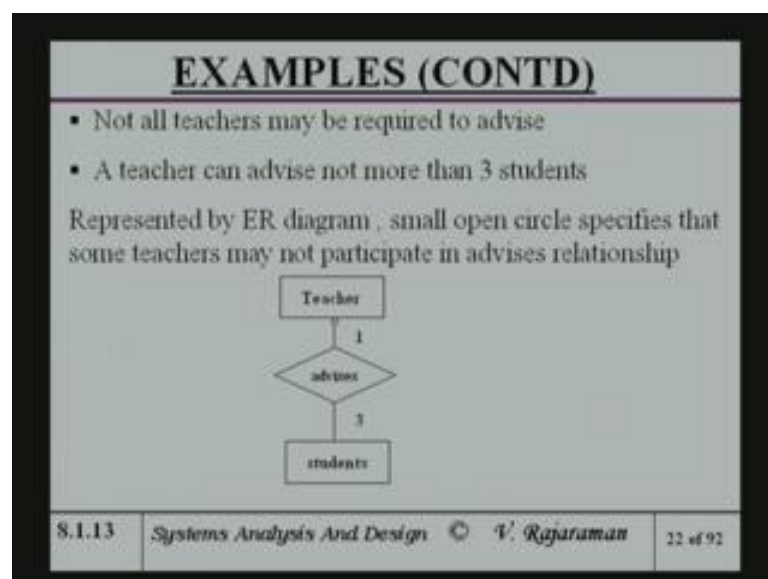 EXAMPLES (CONTD)
▪ Not all teachers may be required to advise
▪ A teacher can advise not more than 3 students
Represented by ER diagram , small open circle specifies that
some teachers may not participate in advises relationship
Teacher
1
advises
3
students
8.1.13 Systems Analysis And Design © V. Rajaraman 22 of 92